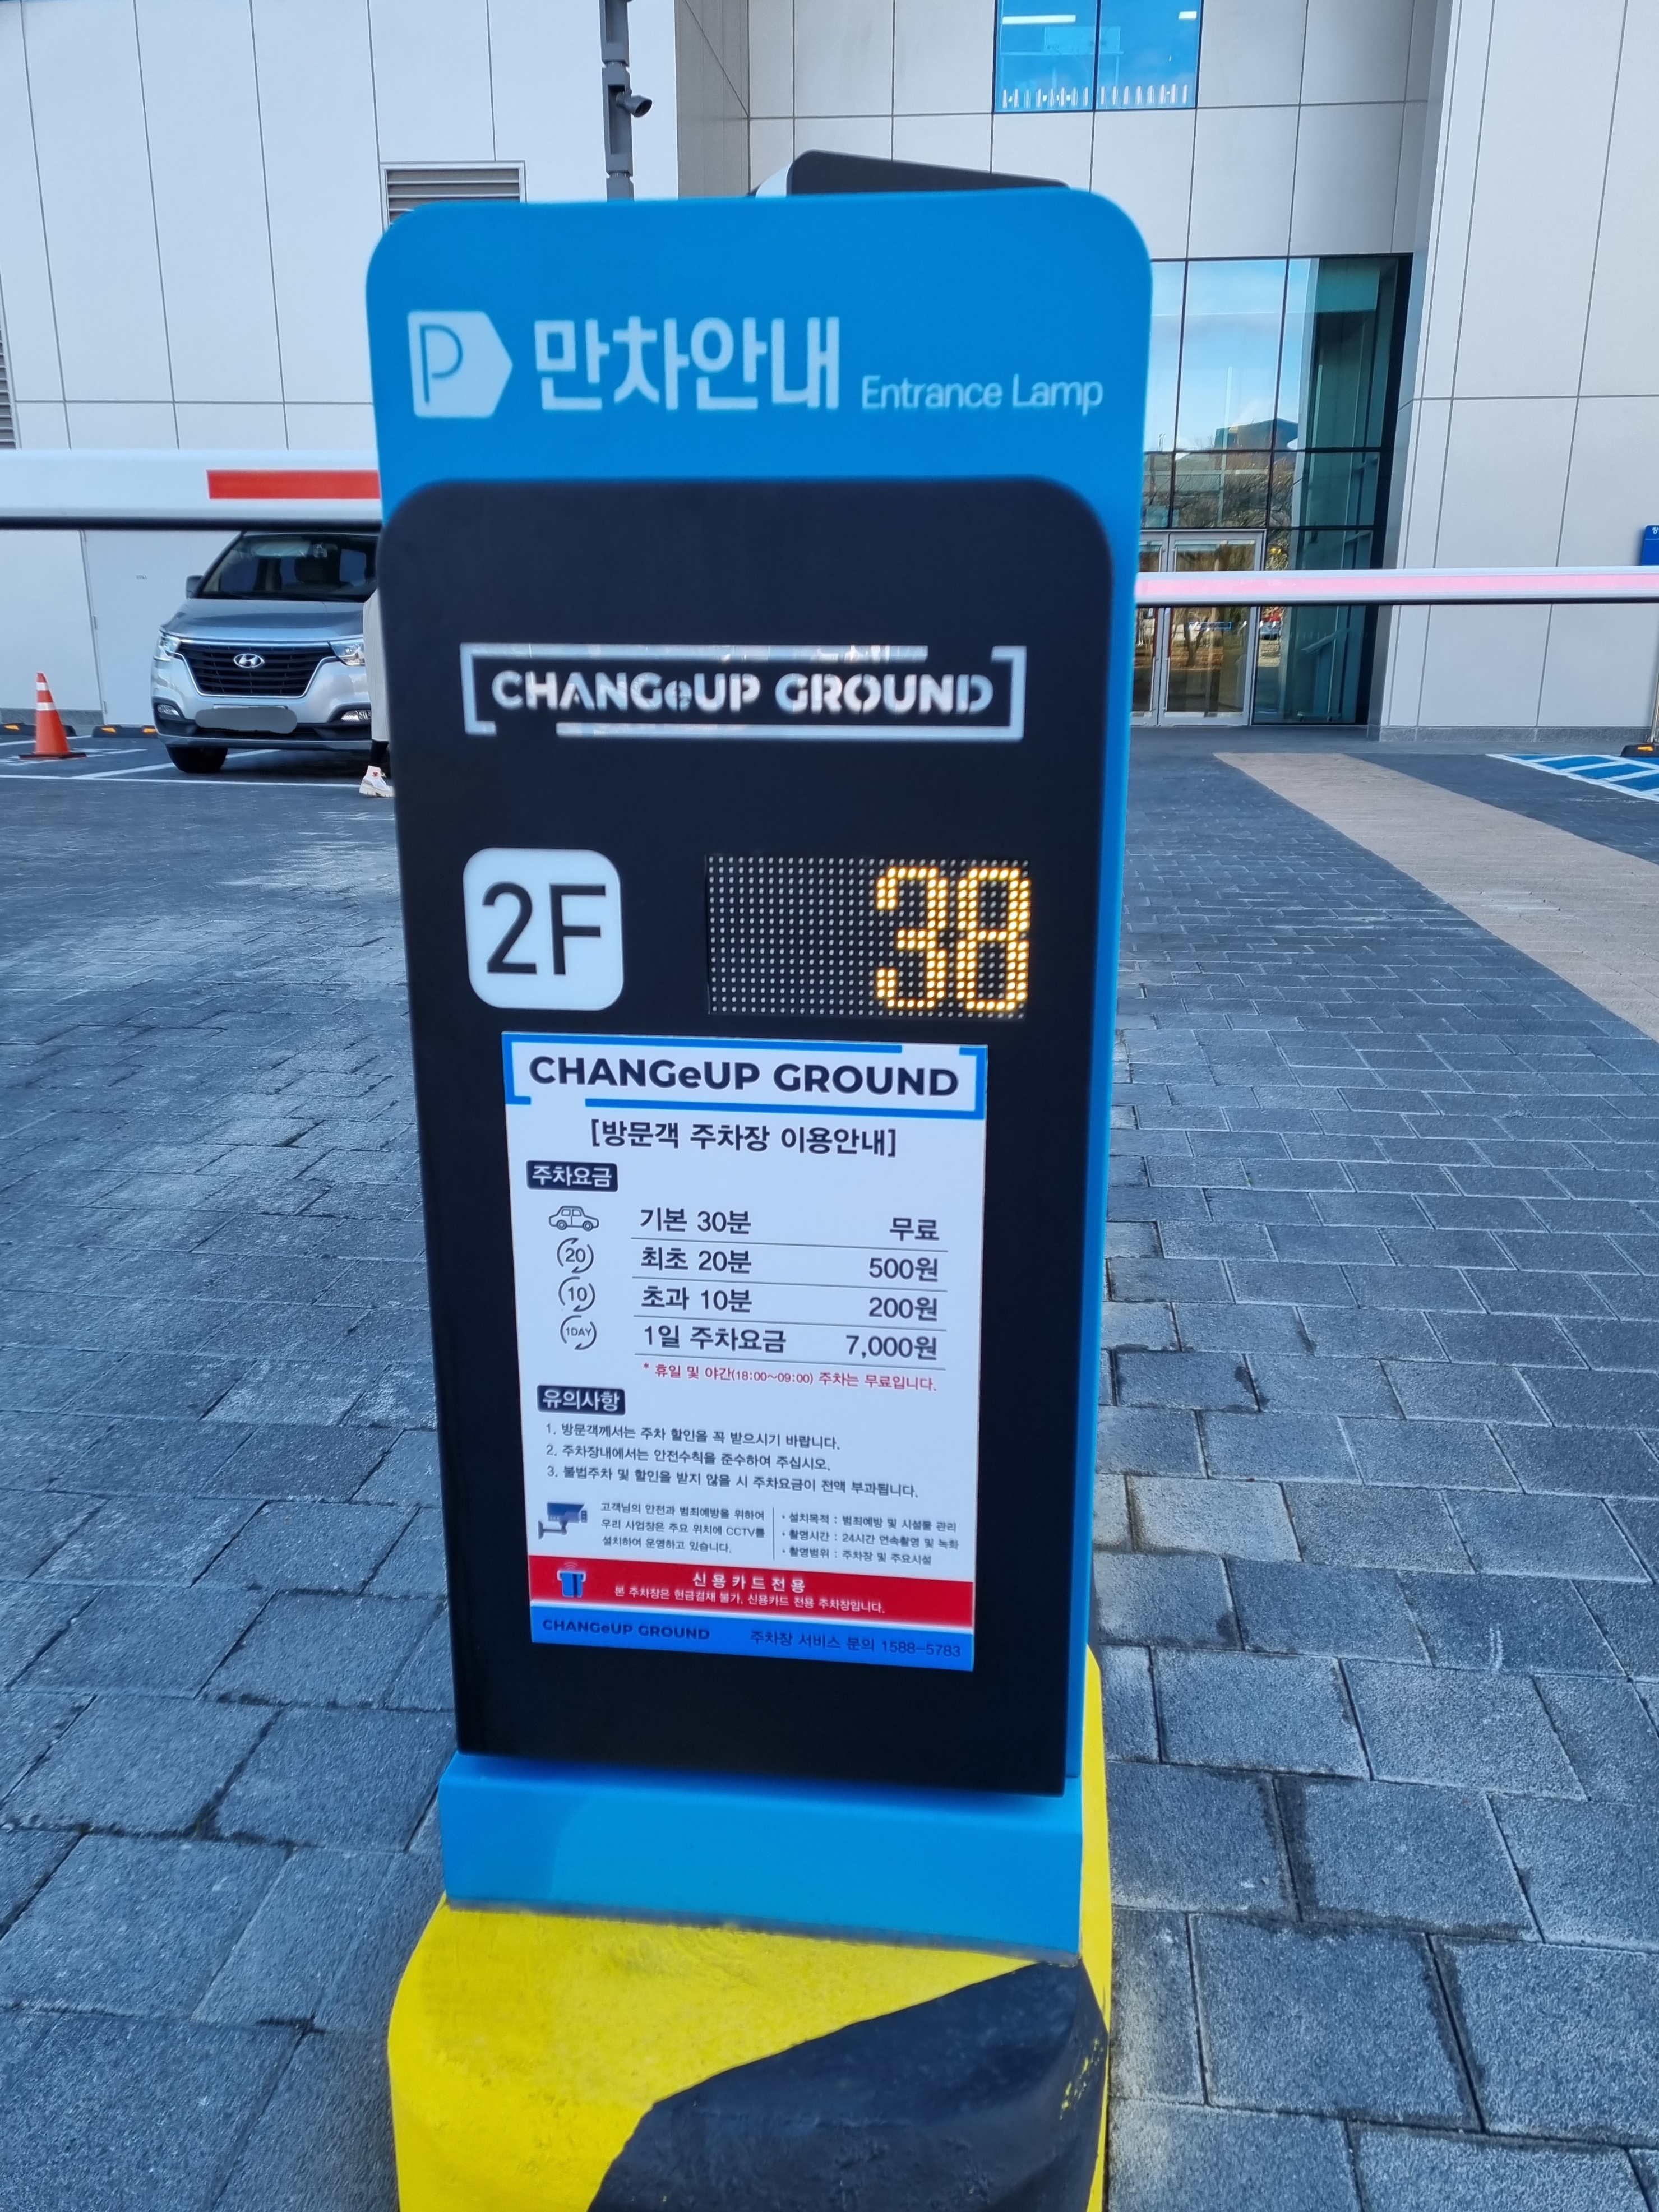 P 만차안내 Entrance Lamp
CHANGeUP GROUND
2F 38
CHANGeUP GROUND
[방문객 주차장 이용안내]
주차요금
기본 30분 무료
20 최초 20분 500원
10 초과 10분 200원
1DAY 1일 주차요금 7,000원
* 휴일 및 야간(18:00~09:00) 주차는 무료입니다.
유의사항
1. 방문객께서는 주차 할인을 꼭 받으시기 바랍니다.
2. 주차장내에서는 안전수칙을 준수하여 주십시오.
3. 불법주차 및 할인을 받지 않을 시 주차요금이 전액 부과됩니다.
고객님의 안전과 범죄예방을 위하여
우리 사업장은 주요 위치에 CCTV를
설치하여 운영하고 있습니다.
· 설치목적 : 범죄예방 및 시설물 관리
· 촬영시간 : 24시간 연속촬영 및 녹화
· 촬영범위 : 주차장 및 주요시설
신용카드전용
본 주차장은 현금결재 불가, 신용카드 전용 주차장입니다.
CHANGeUP GROUND 주차장 서비스 문의 1588-5783